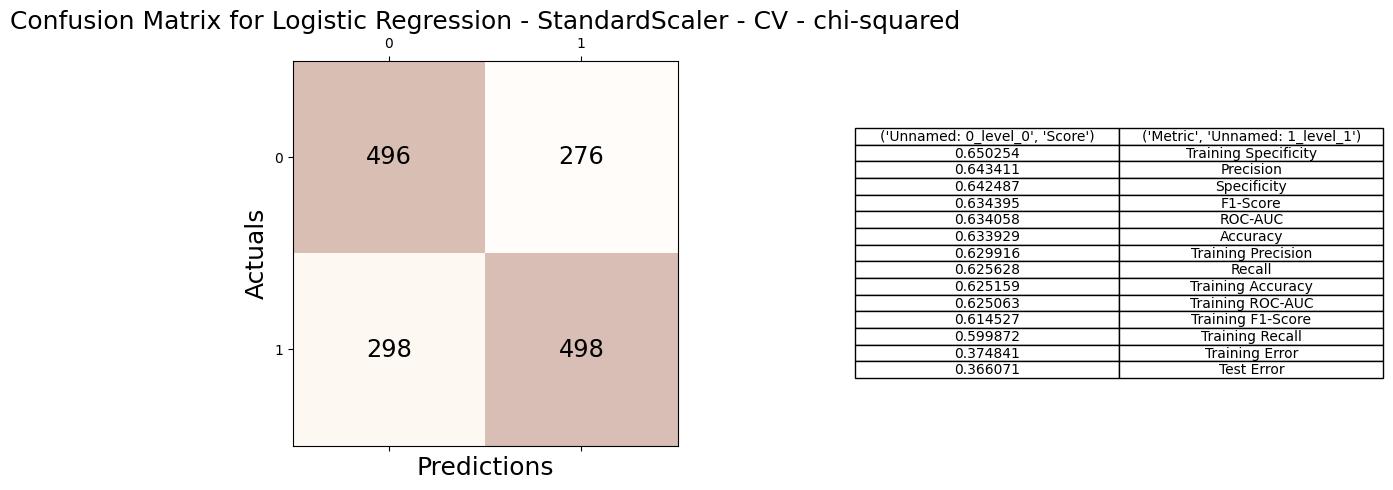 Confusion Matrix for Logistic Regression - StandardScaler - CV - chi-squared
0 1
0 496 276
1 298 498
Actuals
Predictions
('Unnamed: 0_level_0', 'Score') ('Metric', 'Unnamed: 1_level_1')
0.650254 Training Specificity
0.643411 Precision
0.642487 Specificity
0.634395 F1-Score
0.634058 ROC-AUC
0.633929 Accuracy
0.629916 Training Precision
0.625628 Recall
0.625159 Training Accuracy
0.625063 Training ROC-AUC
0.614527 Training F1-Score
0.599872 Training Recall
0.374841 Training Error
0.366071 Test Error